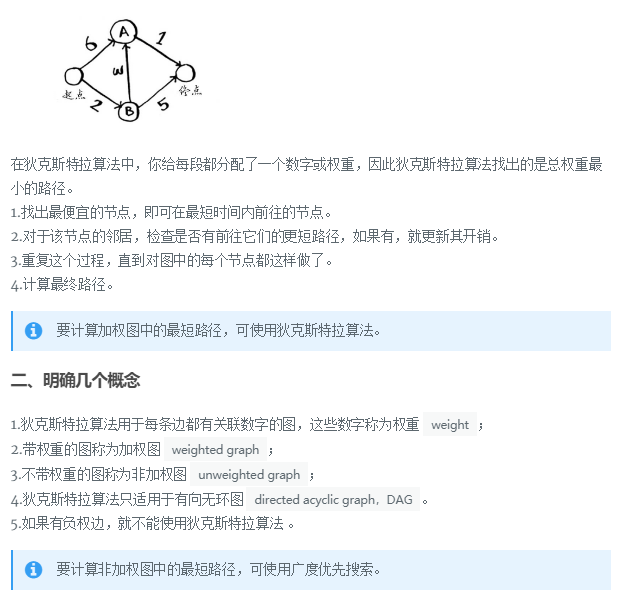 A
6
1
ω
起点
终点
2
B
5
在狄克斯特拉算法中，你给每段都分配了一个数字或权重，因此狄克斯特拉算法找出的是总权重最
小的路径。
1.找出最便宜的节点，即可在最短时间内前往的节点。
2.对于该节点的邻居，检查是否有前往它们的更短路径，如果有，就更新其开销。
3.重复这个过程，直到对图中的每个节点都这样做了。
4.计算最终路径。
要计算加权图中的最短路径，可使用狄克斯特拉算法。
二、明确几个概念
1.狄克斯特拉算法用于每条边都有关联数字的图，这些数字称为权重 weight ；
2.带权重的图称为加权图 weighted graph ；
3.不带权重的图称为非加权图 unweighted graph ；
4.狄克斯特拉算法只适用于有向无环图 directed acyclic graph，DAG 。
5.如果有负权边，就不能使用狄克斯特拉算法 。
要计算非加权图中的最短路径，可使用广度优先搜索。